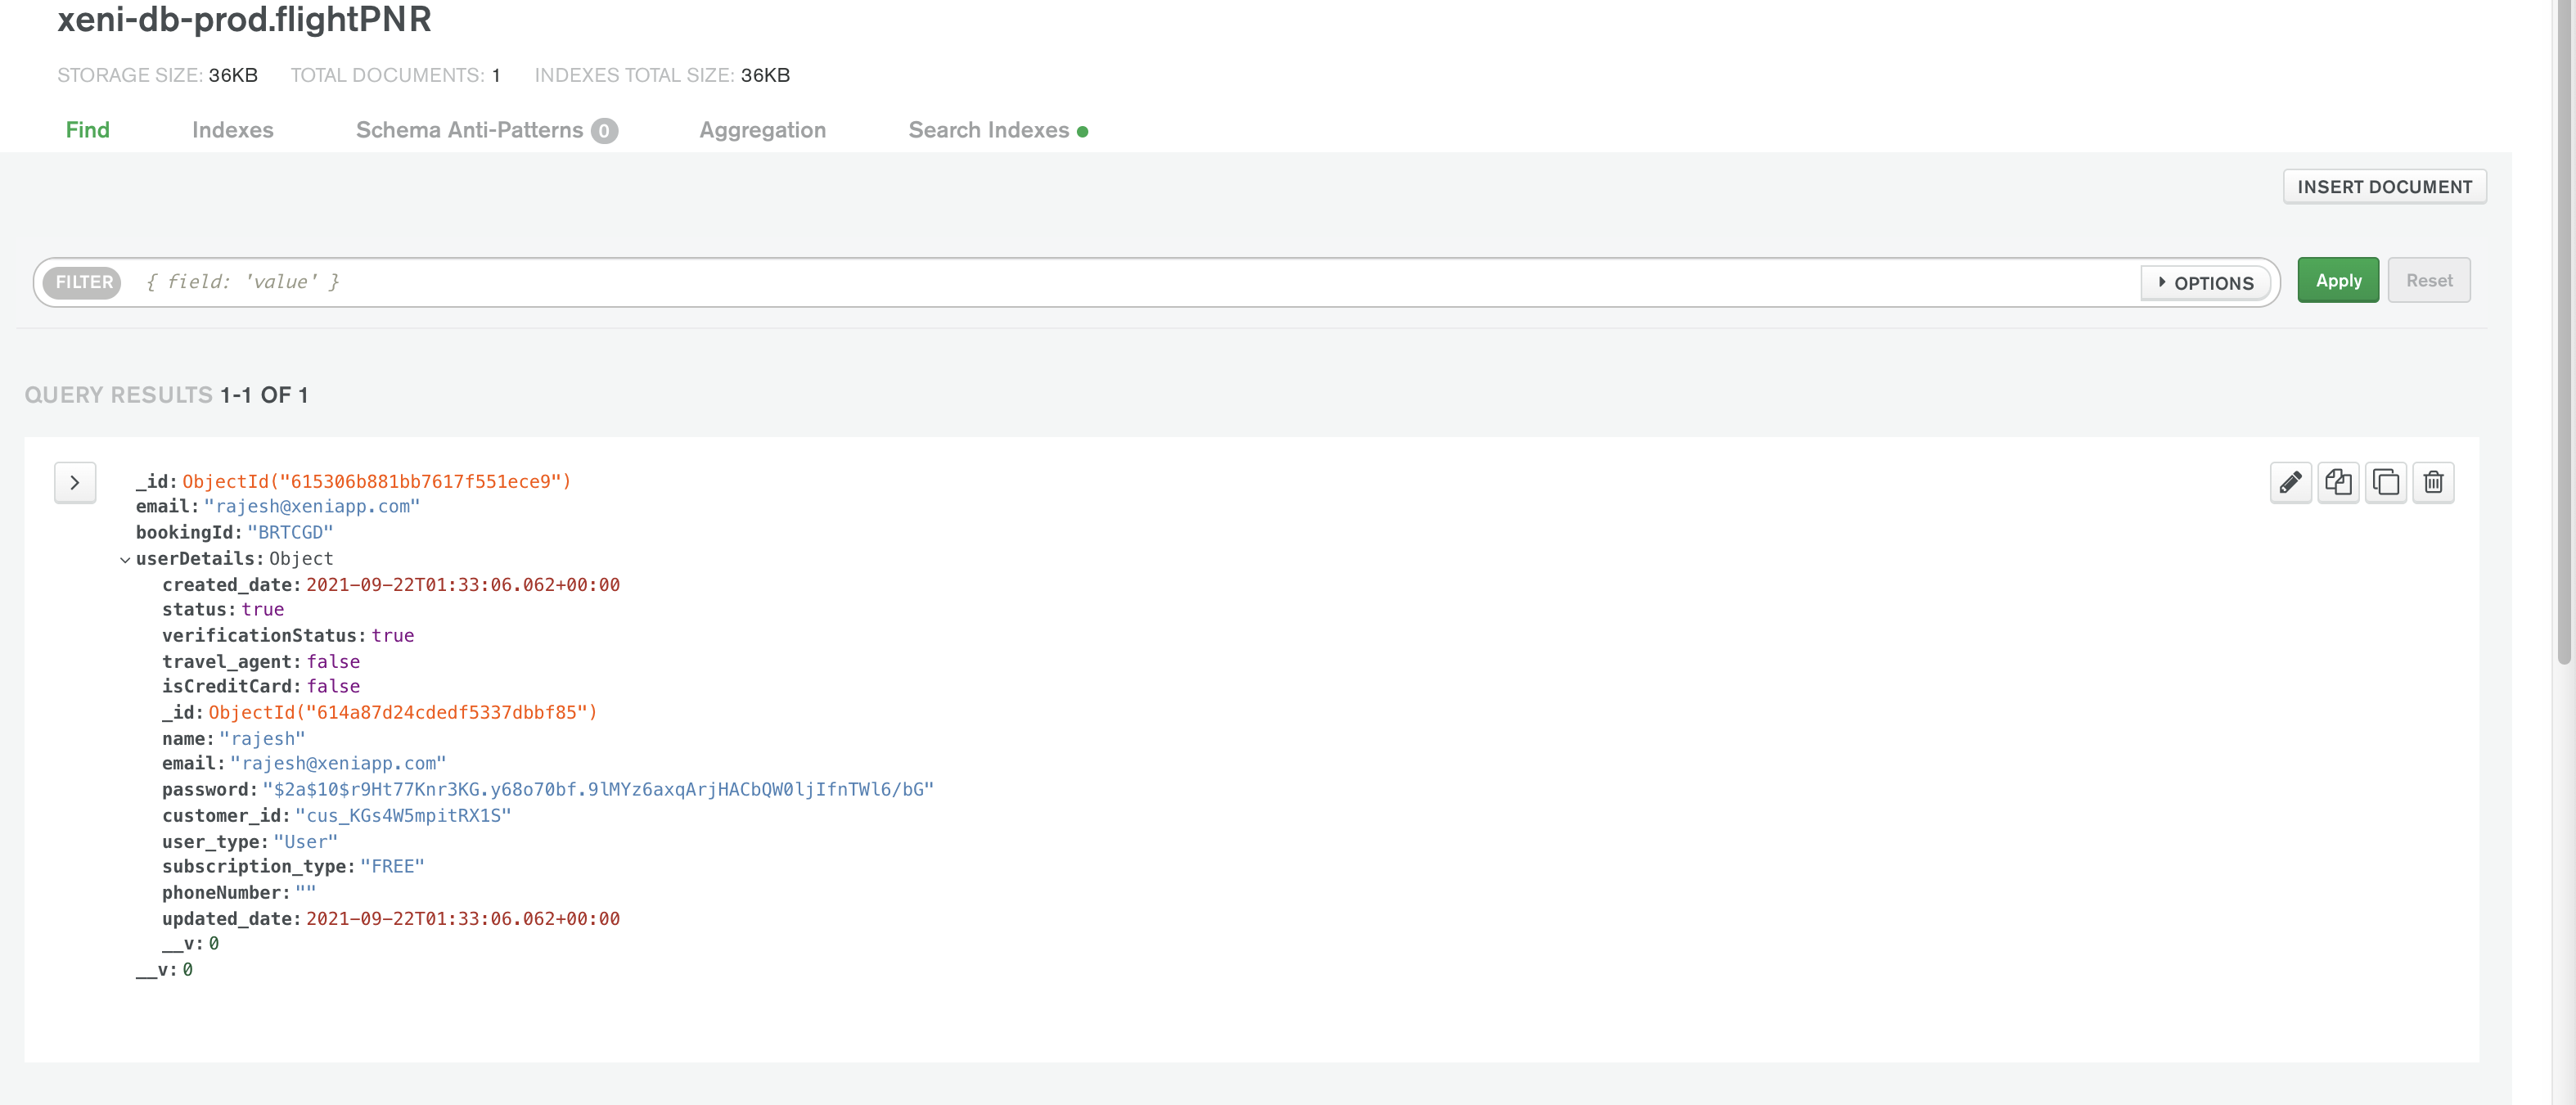 xeni-db-prod.flightPNR
STORAGE SIZE: 36KB TOTAL DOCUMENTS: 1 INDEXES TOTAL SIZE: 36KB
Find Indexes Schema Anti-Patterns 0 Aggregation Search Indexes
INSERT DOCUMENT
FILTER { field: 'value' } OPTIONS Apply Reset
QUERY RESULTS 1-1 OF 1
_id: ObjectId("615306b881bb7617f551ece9")
email: "rajesh@xeniapp.com"
bookingId: "BRTCGD"
userDetails: Object
created_date: 2021-09-22T01:33:06.062+00:00
status: true
verificationStatus: true
travel_agent: false
isCreditCard: false
_id: ObjectId("614a87d24cdedf5337dbbf85")
name: "rajesh"
email: "rajesh@xeniapp.com"
password: "$2a$10$r9Ht77Knr3KG.y68o70bf.9lMYz6axqArjHACbQW0ljIfnTWl6/bG"
customer_id: "cus_KGs4W5mpitRX1S"
user_type: "User"
subscription_type: "FREE"
phoneNumber: ""
updated_date: 2021-09-22T01:33:06.062+00:00
__v: 0
__v: 0